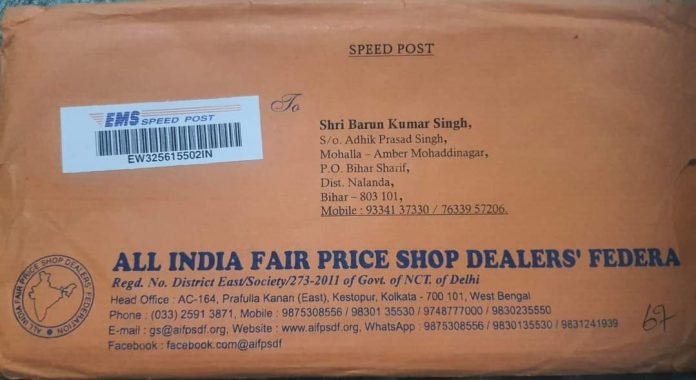 SPEED POST
EMS SPEED POST
EW325615502IN
To
Shri Barun Kumar Singh,
S/o. Adhik Prasad Singh,
Mohalla – Amber Mohaddinagar,
P.O. Bihar Sharif,
Dist. Nalanda,
Bihar – 803 101,
Mobile : 93341 37330 / 76339 57206.
ALL INDIA FAIR PRICE SHOP DEALERS' FEDERATION
ALL INDIA FAIR PRICE SHOP DEALERS' FEDERA
Regd. No. District East/Society/273-2011 of Govt. of NCT. of Delhi
Head Office : AC-164, Prafulla Kanan (East), Kestopur, Kolkata - 700 101, West Bengal
Phone : (033) 2591 3871, Mobile : 9875308556 / 98301 35530 / 9748777000 / 9830235550
E-mail : gs@aifpsdf.org, Website : www.aifpsdf.org, WhatsApp : 9875308556 / 9830135530 / 9831241939
Facebook : facebook.com@aifpsdf
67